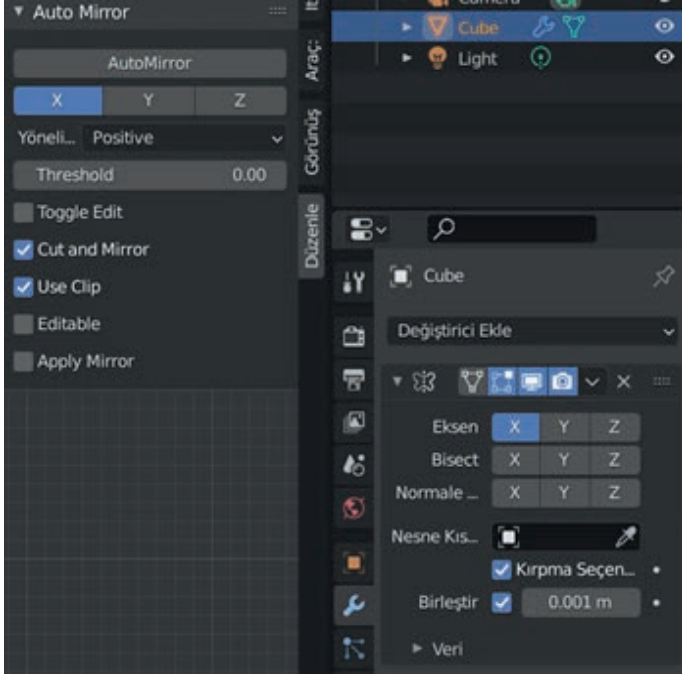 Auto Mirror
AutoMirror
X Y Z
Yöneli... Positive
Threshold 0.00
Toggle Edit
Cut and Mirror
Use Clip
Editable
Apply Mirror
Araç:
Görünüş
Düzenle
Camera
Cube
Light
Cube
Değiştirici Ekle
Eksen X Y Z
Bisect X Y Z
Normale ... X Y Z
Nesne Kıs...
Kırpma Seçen...
Birleştir 0.001 m
Veri